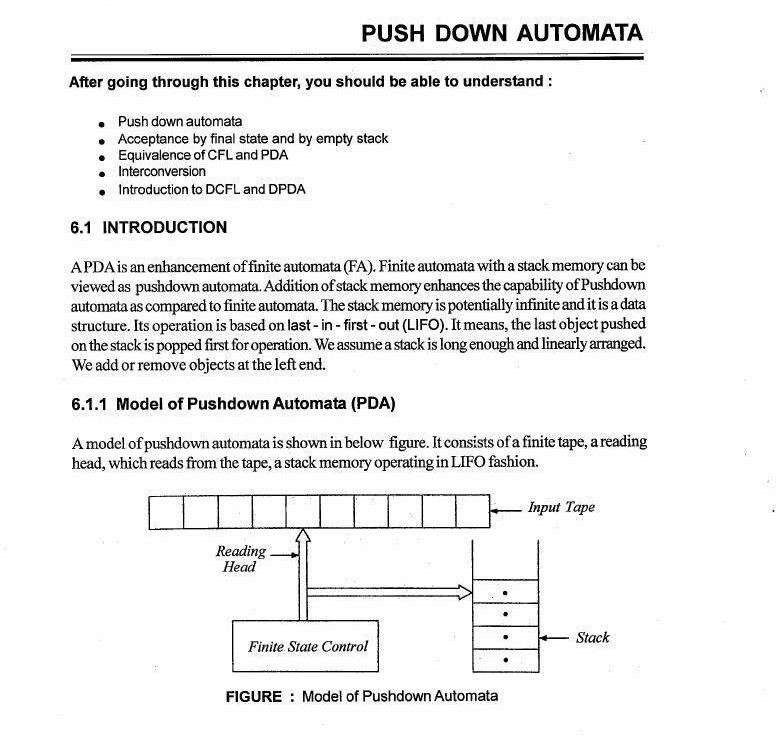 PUSH DOWN AUTOMATA
After going through this chapter, you should be able to understand :
• Push down automata
• Acceptance by final state and by empty stack
• Equivalence of CFL and PDA
• Interconversion
• Introduction to DCFL and DPDA
6.1 INTRODUCTION
A PDA is an enhancement of finite automata (FA). Finite automata with a stack memory can be
viewed as pushdown automata. Addition of stack memory enhances the capability of Pushdown
automata as compared to finite automata. The stack memory is potentially infinite and it is a data
structure. Its operation is based on last - in - first - out (LIFO). It means, the last object pushed
on the stack is popped first for operation. We assume a stack is long enough and linearly arranged.
We add or remove objects at the left end.
6.1.1 Model of Pushdown Automata (PDA)
A model of pushdown automata is shown in below figure. It consists of a finite tape, a reading
head, which reads from the tape, a stack memory operating in LIFO fashion.
Input Tape
Reading
Head
Stack
Finite State Control
FIGURE : Model of Pushdown Automata